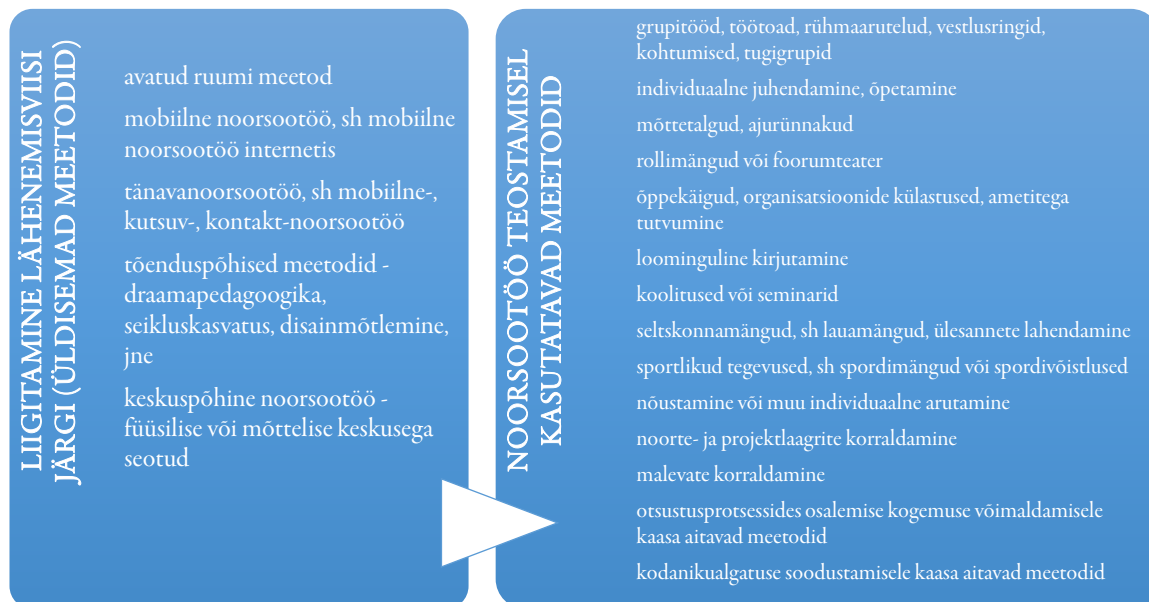 LIIGITAMINE LÄHENEMISVIISI
JÄRGI (ÜLDISEMAD MEETODID)
avatud ruumi meetod
mobiilne noorsootöö, sh mobiilne
noorsootöö internetis
tänavanoorsootöö, sh mobiilne-,
kutsuv-, kontakt-noorsootöö
tõenduspõhised meetodid -
draamapedagoogika,
seikluskasvatus, disainmõtlemine,
jne
keskuspõhine noorsootöö -
füüsilise või mõttelise keskusega
seotud
NOORSOOTÖÖ TEOSTAMISEL
KASUTATAVAD MEETODID
grupitööd, töötoad, rühmaarutelud, vestlusringid,
kohtumised, tugigrupid
individuaalne juhendamine, õpetamine
mõttetalgud, ajurünnakud
rollimängud või foorumteater
õppekäigud, organisatsioonide külastused, ametitega
tutvumine
loominguline kirjutamine
koolitused või seminarid
seltskonnamängud, sh lauamängud, ülesannete lahendamine
sportlikud tegevused, sh spordimängud või spordivõistlused
nõustamine või muu individuaalne arutamine
noorte- ja projektlaagrite korraldamine
malevate korraldamine
otsustusprotsessides osalemise kogemuse võimaldamisele
kaasa aitavad meetodid
kodanikualgatuse soodustamisele kaasa aitavad meetodid